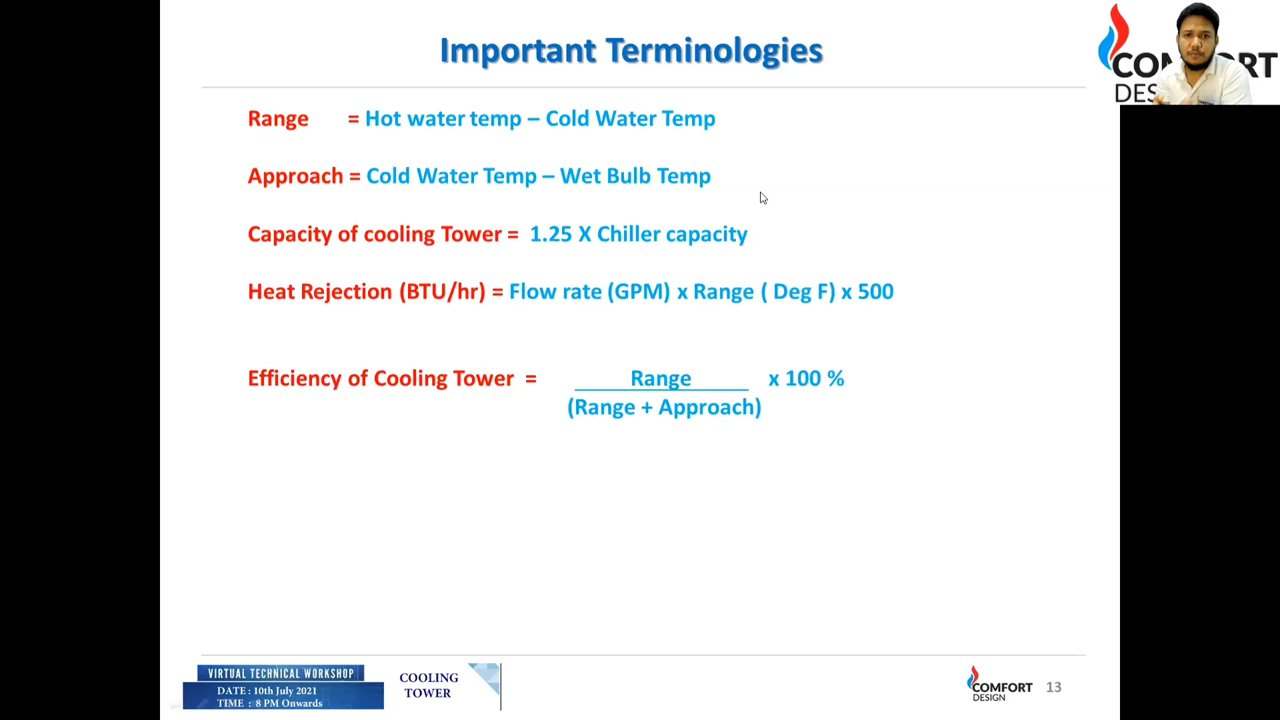 Important Terminologies
COMFORT
DESIGN
Range = Hot water temp – Cold Water Temp
Approach = Cold Water Temp – Wet Bulb Temp
Capacity of cooling Tower = 1.25 X Chiller capacity
Heat Rejection (BTU/hr) = Flow rate (GPM) x Range ( Deg F) x 500
Efficiency of Cooling Tower = Range x 100 %
(Range + Approach)
VIRTUAL TECHNICAL WORKSHOP
DATE : 10th July 2021
TIME : 8 PM Onwards
COOLING
TOWER
COMFORT
DESIGN
13